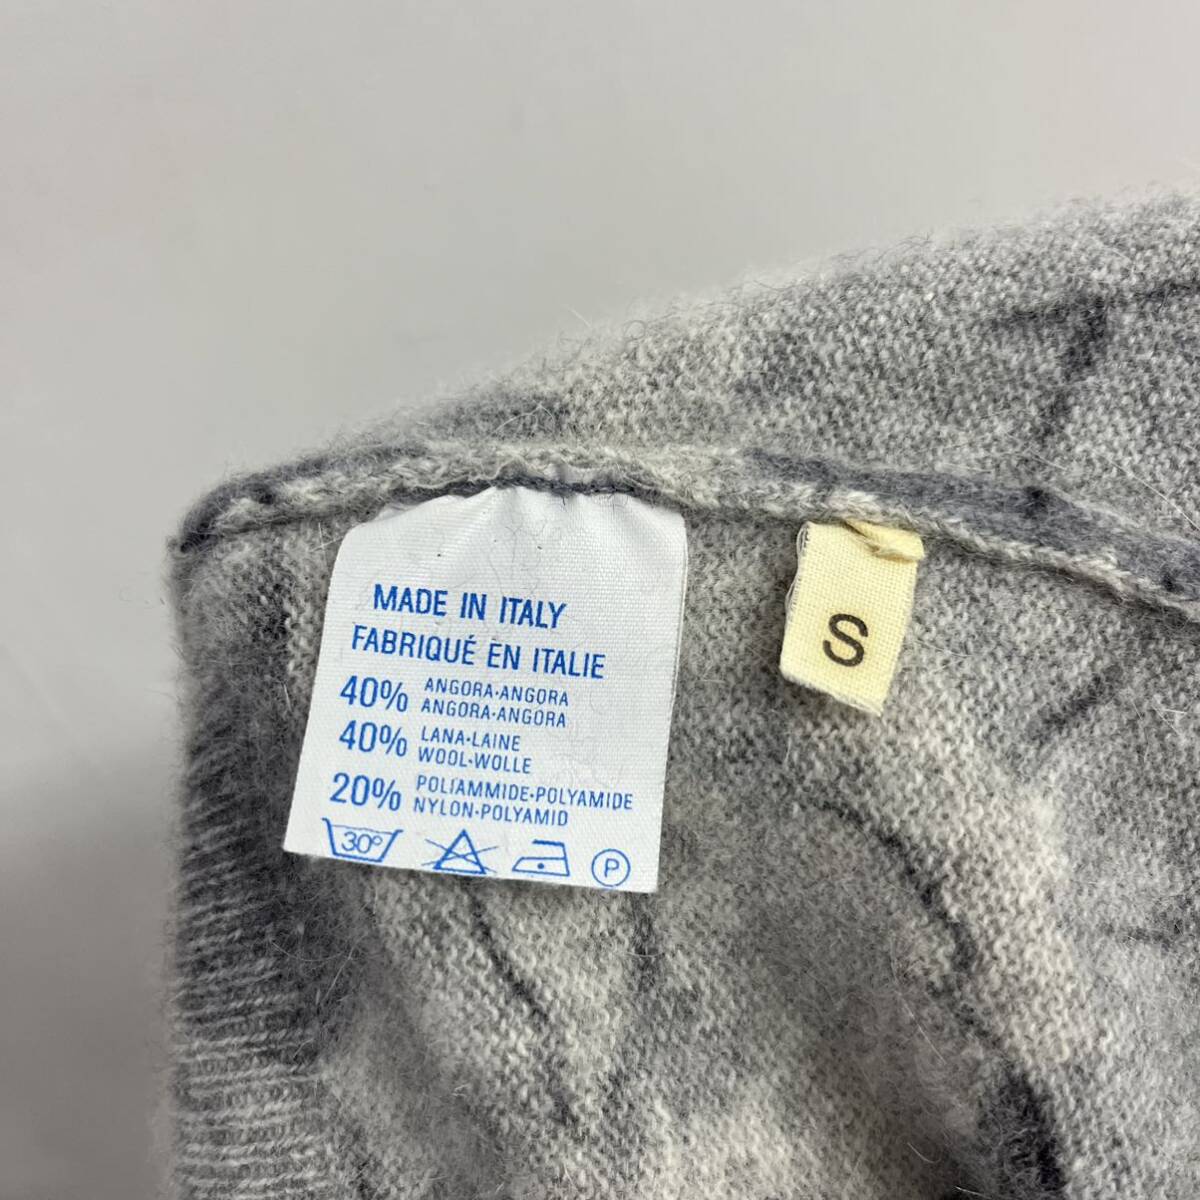 MADE IN ITALY
FABRIQUÉ EN ITALIE
40% ANGORA·ANGORA
ANGORA·ANGORA
40% LANA·LAINE
WOOL·WOLLE
20% POLIAMMIDE·POLYAMIDE
NYLON·POLYAMID
30° P
S